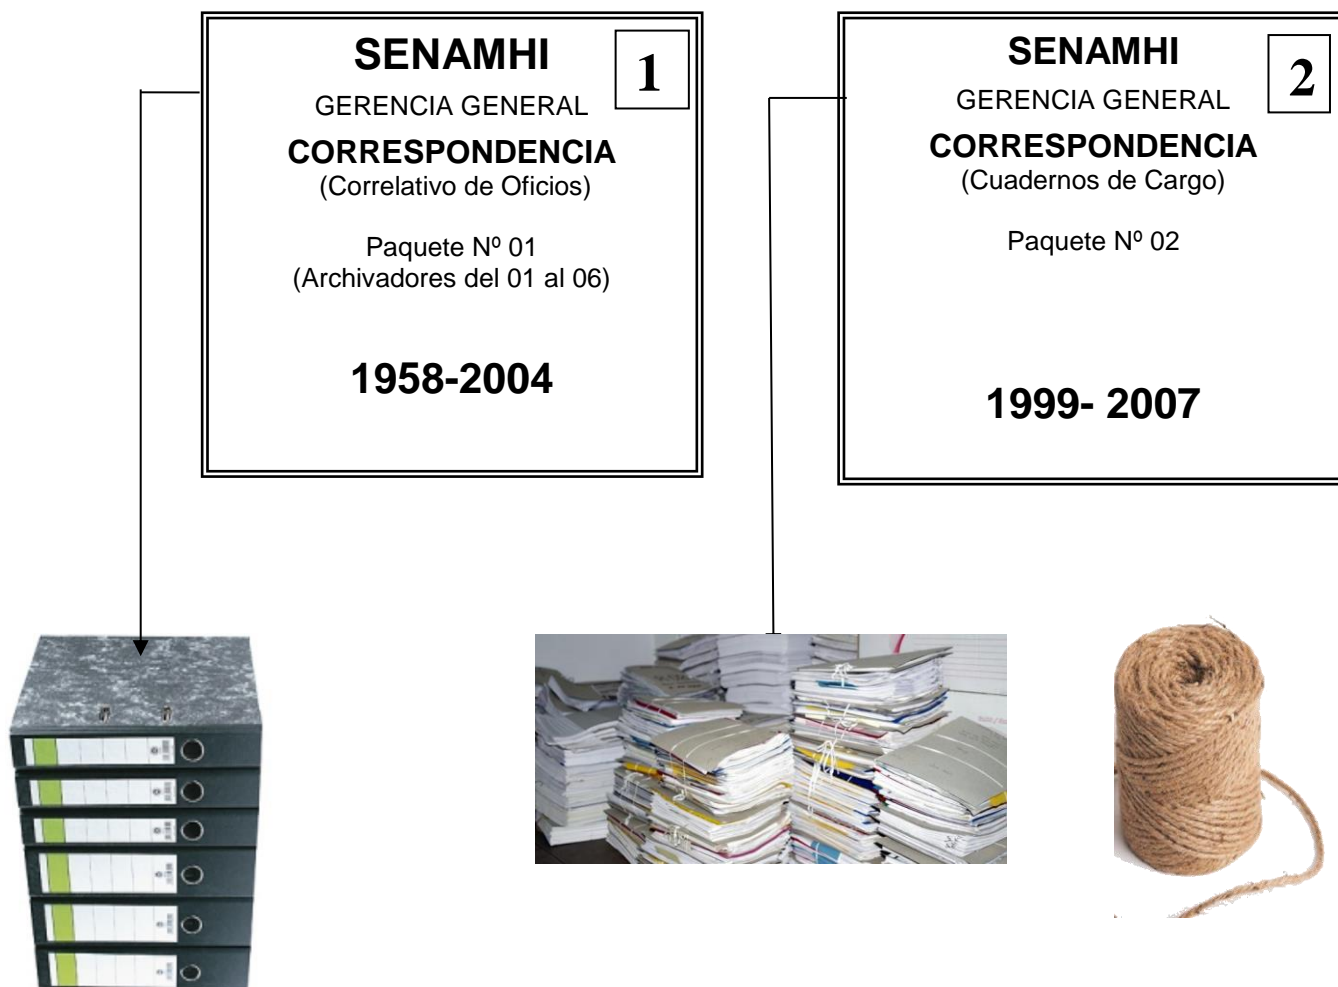 SENAMHI
1
GERENCIA GENERAL
CORRESPONDENCIA
(Correlativo de Oficios)
Paquete Nº 01
(Archivadores del 01 al 06)
1958-2004
SENAMHI
2
GERENCIA GENERAL
CORRESPONDENCIA
(Cuadernos de Cargo)
Paquete Nº 02
1999- 2007